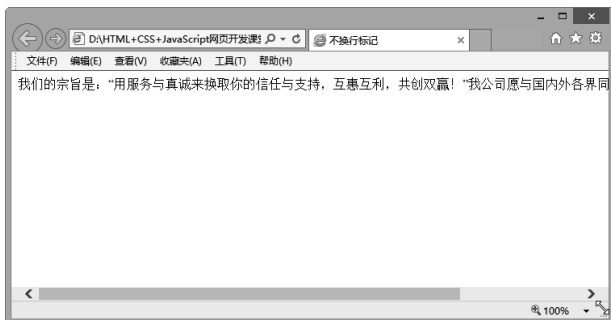 D:\HTML+CSS+JavaScript网页开发课
不换行标记
文件(F) 编辑(E) 查看(V) 收藏夹(A) 工具(T) 帮助(H)
我们的宗旨是：“用服务与真诚来换取你的信任与支持，互惠互利，共创双赢！”我公司愿与国内外各界同
100%